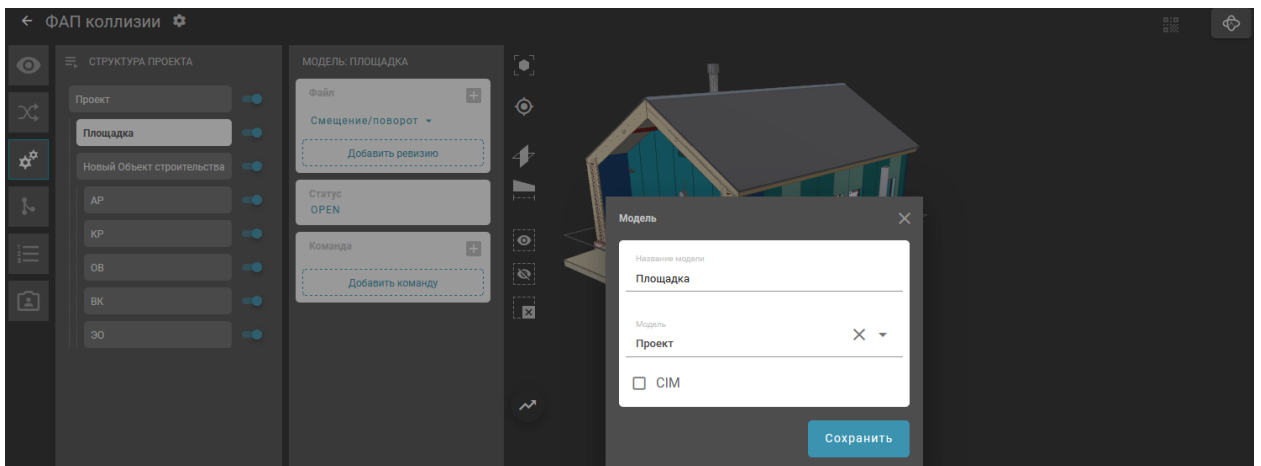 ФАП коллизии
СТРУКТУРА ПРОЕКТА
Проект
Площадка
Новый Объект строительства
АР
КР
ОВ
ВК
ЭО
МОДЕЛЬ: ПЛОЩАДКА
Файл
Смещение/поворот
Добавить ревизию
Статус
OPEN
Команда
Добавить команду
Модель
Название модели
Площадка
Модель
Проект
CIM
Сохранить